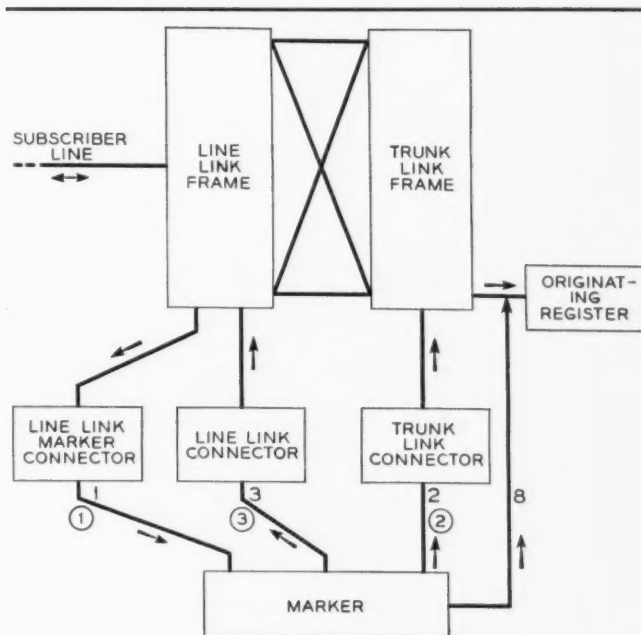 SUBSCRIBER
LINE
LINE
LINK
FRAME
TRUNK
LINK
FRAME
ORIGINAT-
ING
REGISTER
LINE LINK
MARKER
CONNECTOR
LINE LINK
CONNECTOR
TRUNK
LINK
CONNECTOR
1
3
2
8
1
3
2
MARKER